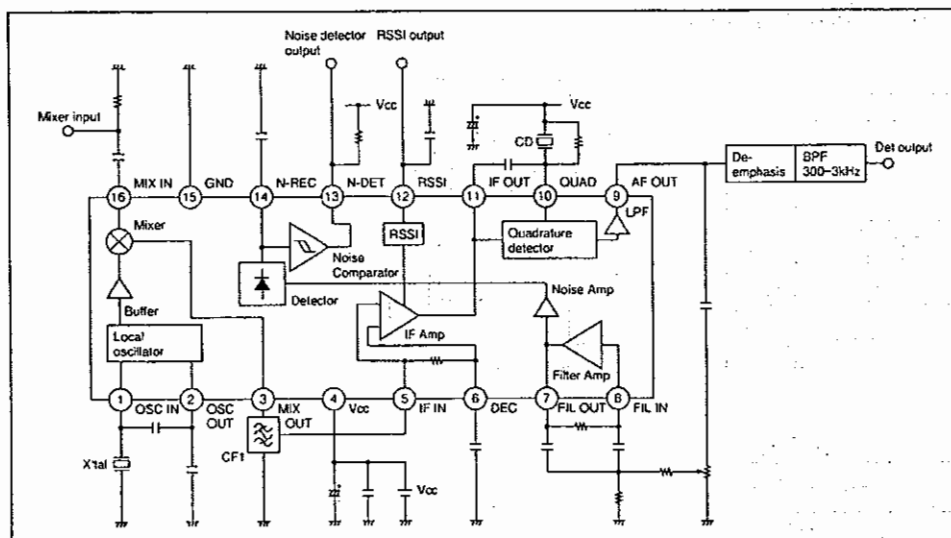 Noise detector output
RSSI output
Vcc
Vcc
Mixer input
CD
De-emphasis
BPF 300-3kHz
Det output
MIX IN
GND
N-REC
N-DET
RSSI
IF OUT
QUAD
AF OUT
16
15
14
13
12
11
10
9
Mixer
RSSI
Quadrature detector
LPF
Noise Comparator
Detector
Noise Amp
Buffer
IF Amp
Local oscillator
Filter Amp
1
2
3
4
5
6
7
8
OSC IN
OSC OUT
MIX OUT
Vcc
IF IN
DEC
FIL OUT
FIL IN
X'tal
CF1
Vcc